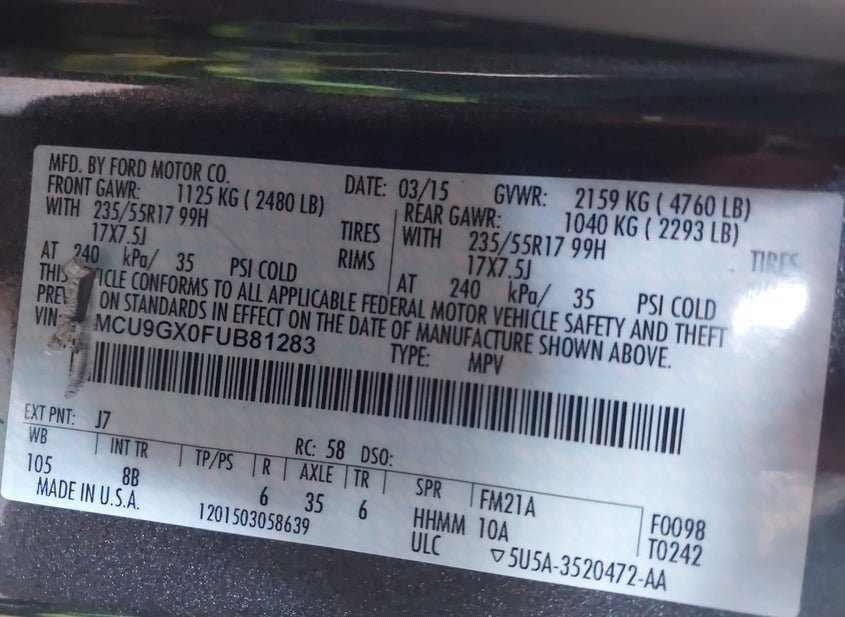 MFD. BY FORD MOTOR CO.
DATE: 03/15 GVWR: 2159 KG ( 4760 LB)
FRONT GAWR: 1125 KG ( 2480 LB)
REAR GAWR: 1040 KG ( 2293 LB)
WITH 235/55R17 99H TIRES
WITH 235/55R17 99H TIRES
17X7.5J RIMS
17X7.5J
AT 240 kPa/ 35 PSI COLD
AT 240 kPa/ 35 PSI COLD
THIS ICLE CONFORMS TO ALL APPLICABLE FEDERAL MOTOR VEHICLE SAFETY AND THEFT
PREV ON STANDARDS IN EFFECT ON THE DATE OF MANUFACTURE SHOWN ABOVE.
VIN MCU9GX0FUB81283
TYPE: MPV
EXT PNT: J7 RC: 58 DSO:
WB INT TR TP/PS R AXLE TR SPR FM21A F0098
105 8B 6 35 6 HHMM 10A T0242
MADE IN U.S.A. 1201503058639 ULC ▽5U5A-3520472-AA